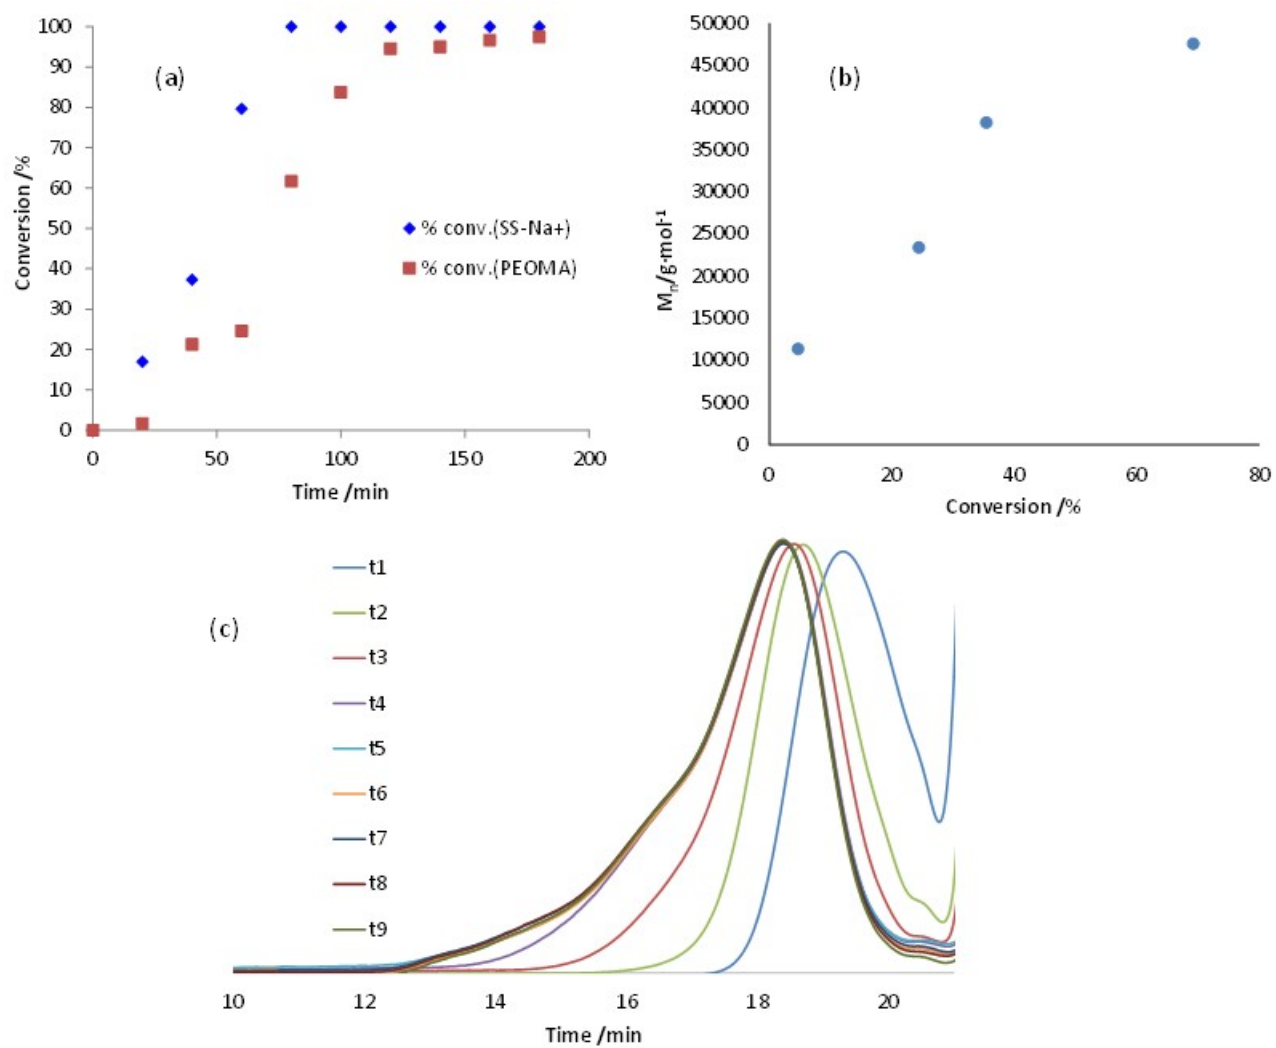 100
90
80
70
60
50
40
30
20
10
0
Conversion /%
(a)
% conv.(SS-Na+)
% conv.(PEOMA)
0 50 100 150 200
Time /min
50000
45000
40000
35000
30000
25000
20000
15000
10000
5000
0
Mn/g·mol-1
(b)
0 20 40 60 80
Conversion /%
(c)
t1
t2
t3
t4
t5
t6
t7
t8
t9
10 12 14 16 18 20
Time /min